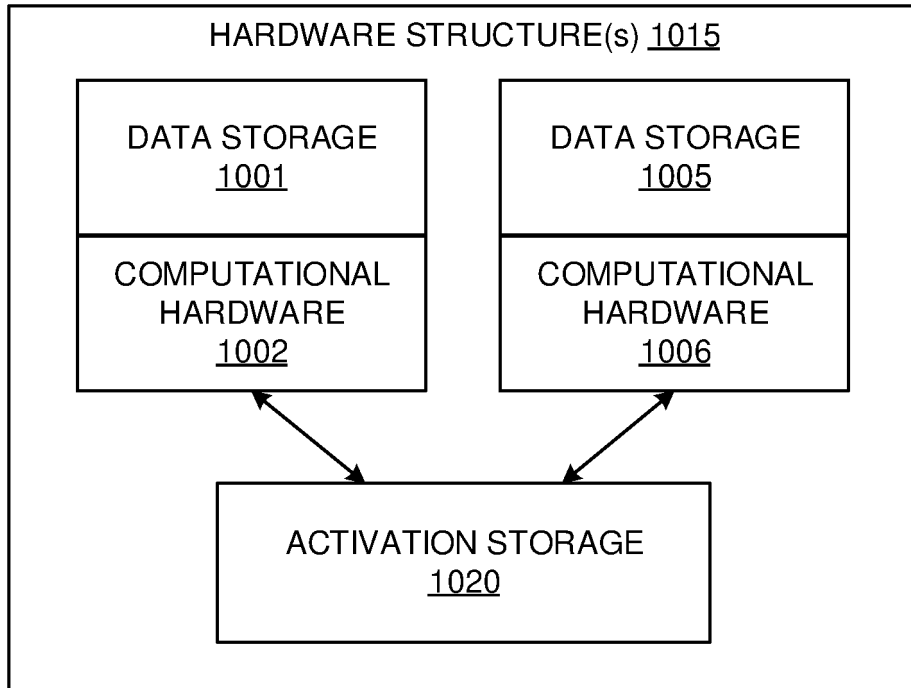 HARDWARE STRUCTURE(s) 1015
DATA STORAGE
1001
COMPUTATIONAL
HARDWARE
1002
DATA STORAGE
1005
COMPUTATIONAL
HARDWARE
1006
ACTIVATION STORAGE
1020